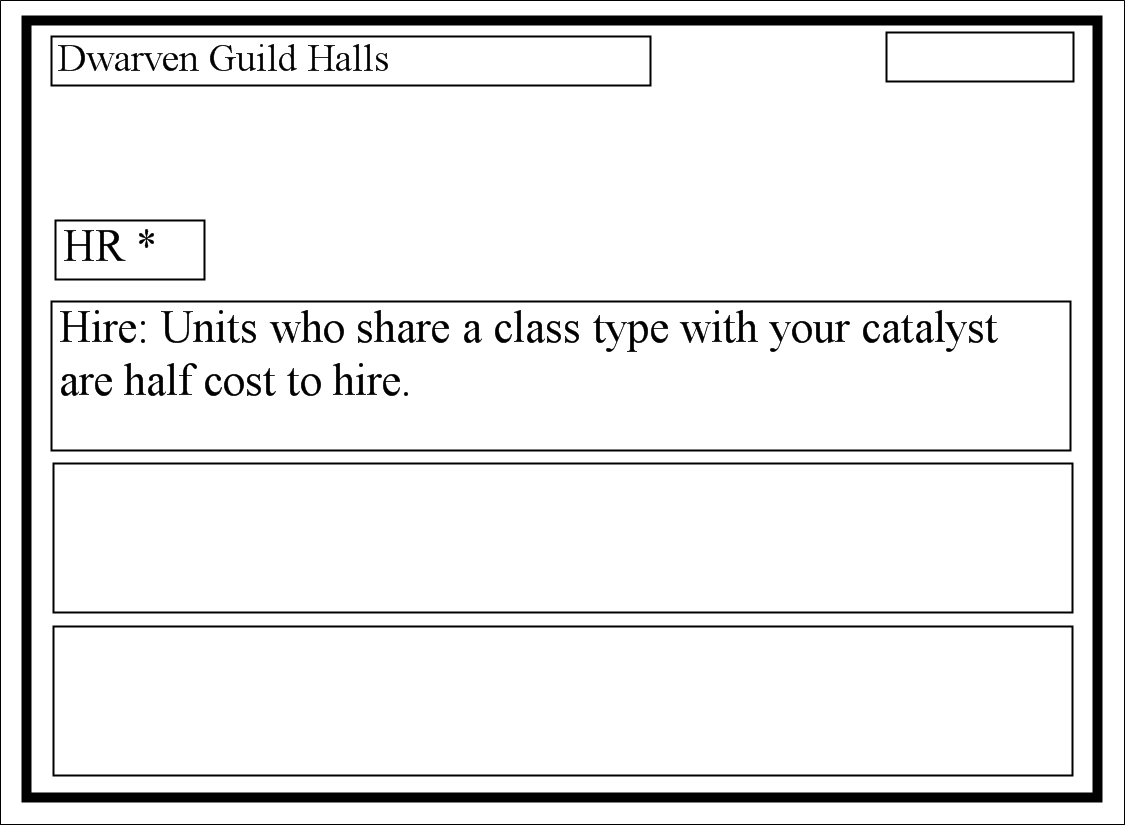 Dwarven Guild Halls
HR *
Hire: Units who share a class type with your catalyst
are half cost to hire.